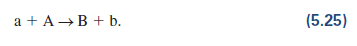 a + A → B + b. (5.25)